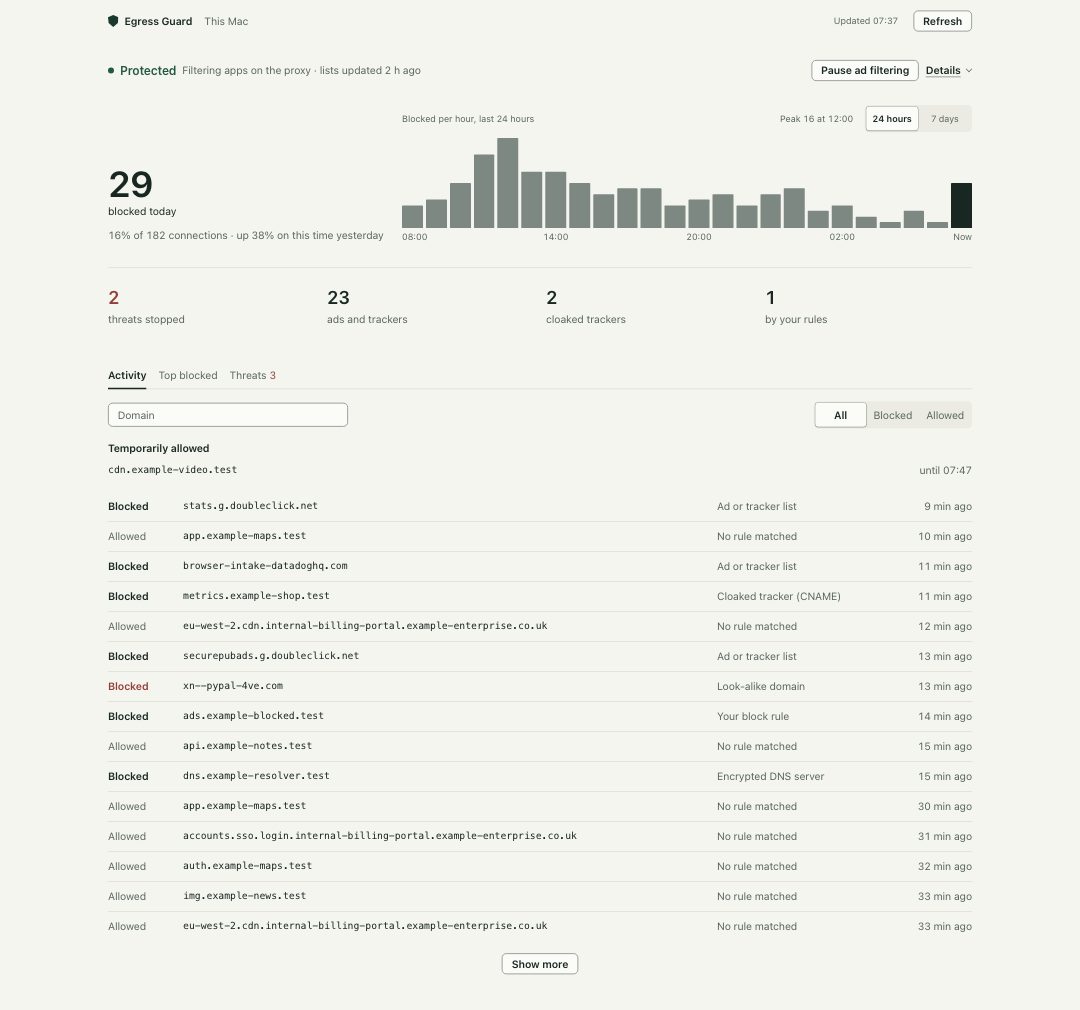 Egress Guard This Mac Updated 07:37 Refresh
Protected Filtering apps on the proxy · lists updated 2 h ago Pause ad filtering Details
Blocked per hour, last 24 hours Peak 16 at 12:00 24 hours 7 days
29
blocked today
16% of 182 connections · up 38% on this time yesterday
08:00 14:00 20:00 02:00 Now
2 23 2 1
threats stopped ads and trackers cloaked trackers by your rules
Activity Top blocked Threats 3
Domain All Blocked Allowed
Temporarily allowed
cdn.example-video.test until 07:47
Blocked stats.g.doubleclick.net Ad or tracker list 9 min ago
Allowed app.example-maps.test No rule matched 10 min ago
Blocked browser-intake-datadoghq.com Ad or tracker list 11 min ago
Blocked metrics.example-shop.test Cloaked tracker (CNAME) 11 min ago
Allowed eu-west-2.cdn.internal-billing-portal.example-enterprise.co.uk No rule matched 12 min ago
Blocked securepubads.g.doubleclick.net Ad or tracker list 13 min ago
Blocked xn--pypal-4ve.com Look-alike domain 13 min ago
Blocked ads.example-blocked.test Your block rule 14 min ago
Allowed api.example-notes.test No rule matched 15 min ago
Blocked dns.example-resolver.test Encrypted DNS server 15 min ago
Allowed app.example-maps.test No rule matched 30 min ago
Allowed accounts.sso.login.internal-billing-portal.example-enterprise.co.uk No rule matched 31 min ago
Allowed auth.example-maps.test No rule matched 32 min ago
Allowed img.example-news.test No rule matched 33 min ago
Allowed eu-west-2.cdn.internal-billing-portal.example-enterprise.co.uk No rule matched 33 min ago
Show more